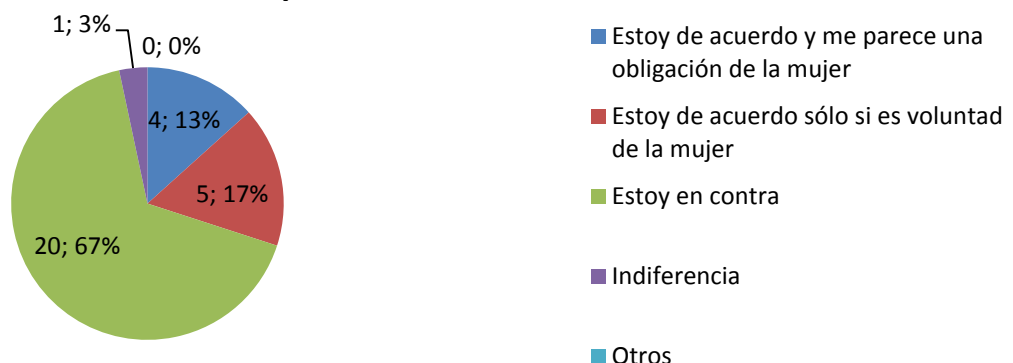 1; 3%
0; 0%
4; 13%
5; 17%
20; 67%
Estoy de acuerdo y me parece una
obligación de la mujer
Estoy de acuerdo sólo si es voluntad
de la mujer
Estoy en contra
Indiferencia
Otros